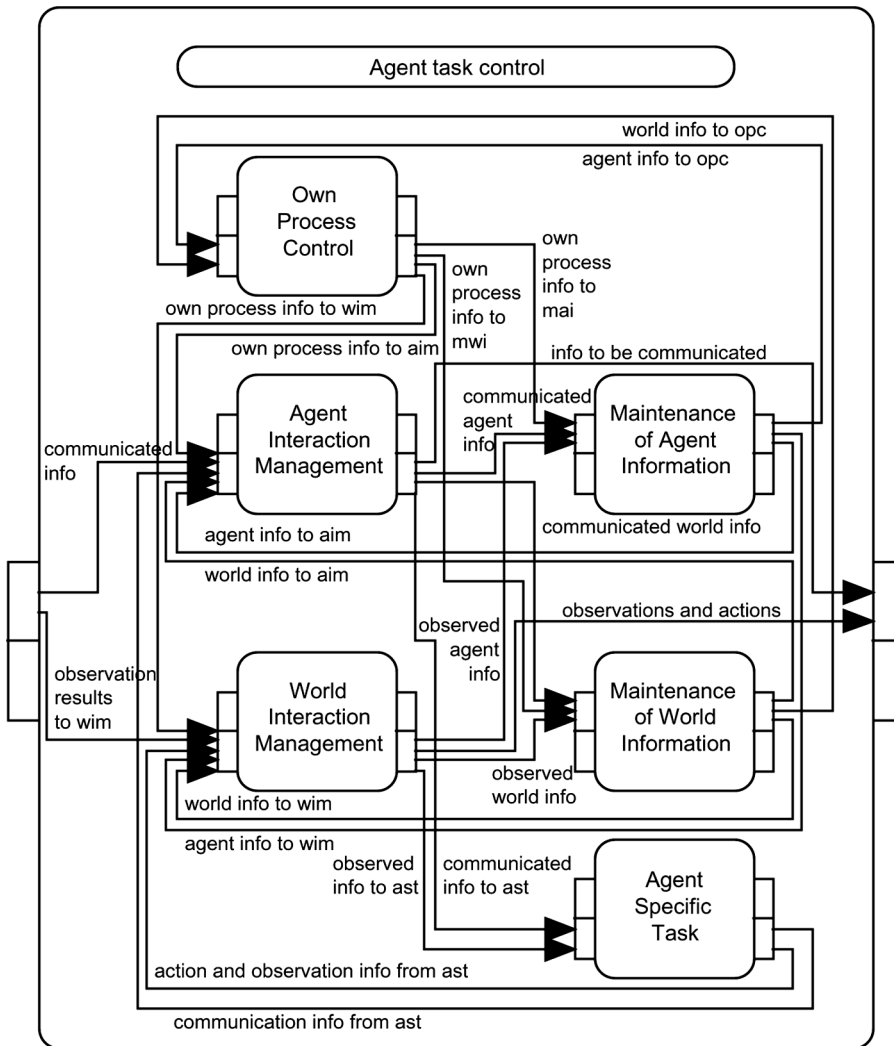 Agent task control
world info to opc
agent info to opc
Own
Process
Control
own
process
info to
mai
own
process
info to
mwi
own process info to wim
own process info to aim
info to be communicated
communicated
agent
info
Agent
Interaction
Management
Maintenance
of Agent
Information
communicated
info
agent info to aim
communicated world info
world info to aim
observations and actions
observed
agent
info
observation
results
to wim
World
Interaction
Management
Maintenance
of World
Information
observed
world info
world info to wim
agent info to wim
observed
info to ast
communicated
info to ast
Agent
Specific
Task
action and observation info from ast
communication info from ast